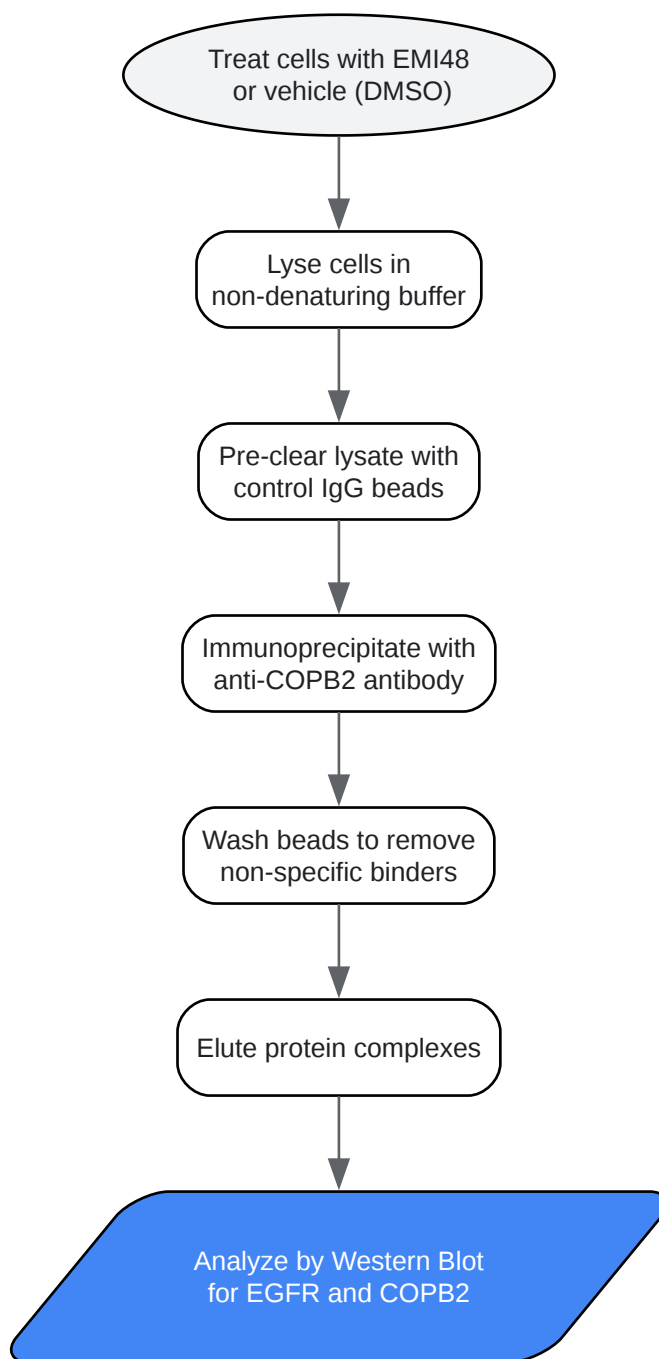 Treat cells with EMI48
or vehicle (DMSO)
Lyse cells in
non-denaturing buffer
Pre-clear lysate with
control IgG beads
Immunoprecipitate with
anti-COPB2 antibody
Wash beads to remove
non-specific binders
Elute protein complexes
Analyze by Western Blot
for EGFR and COPB2